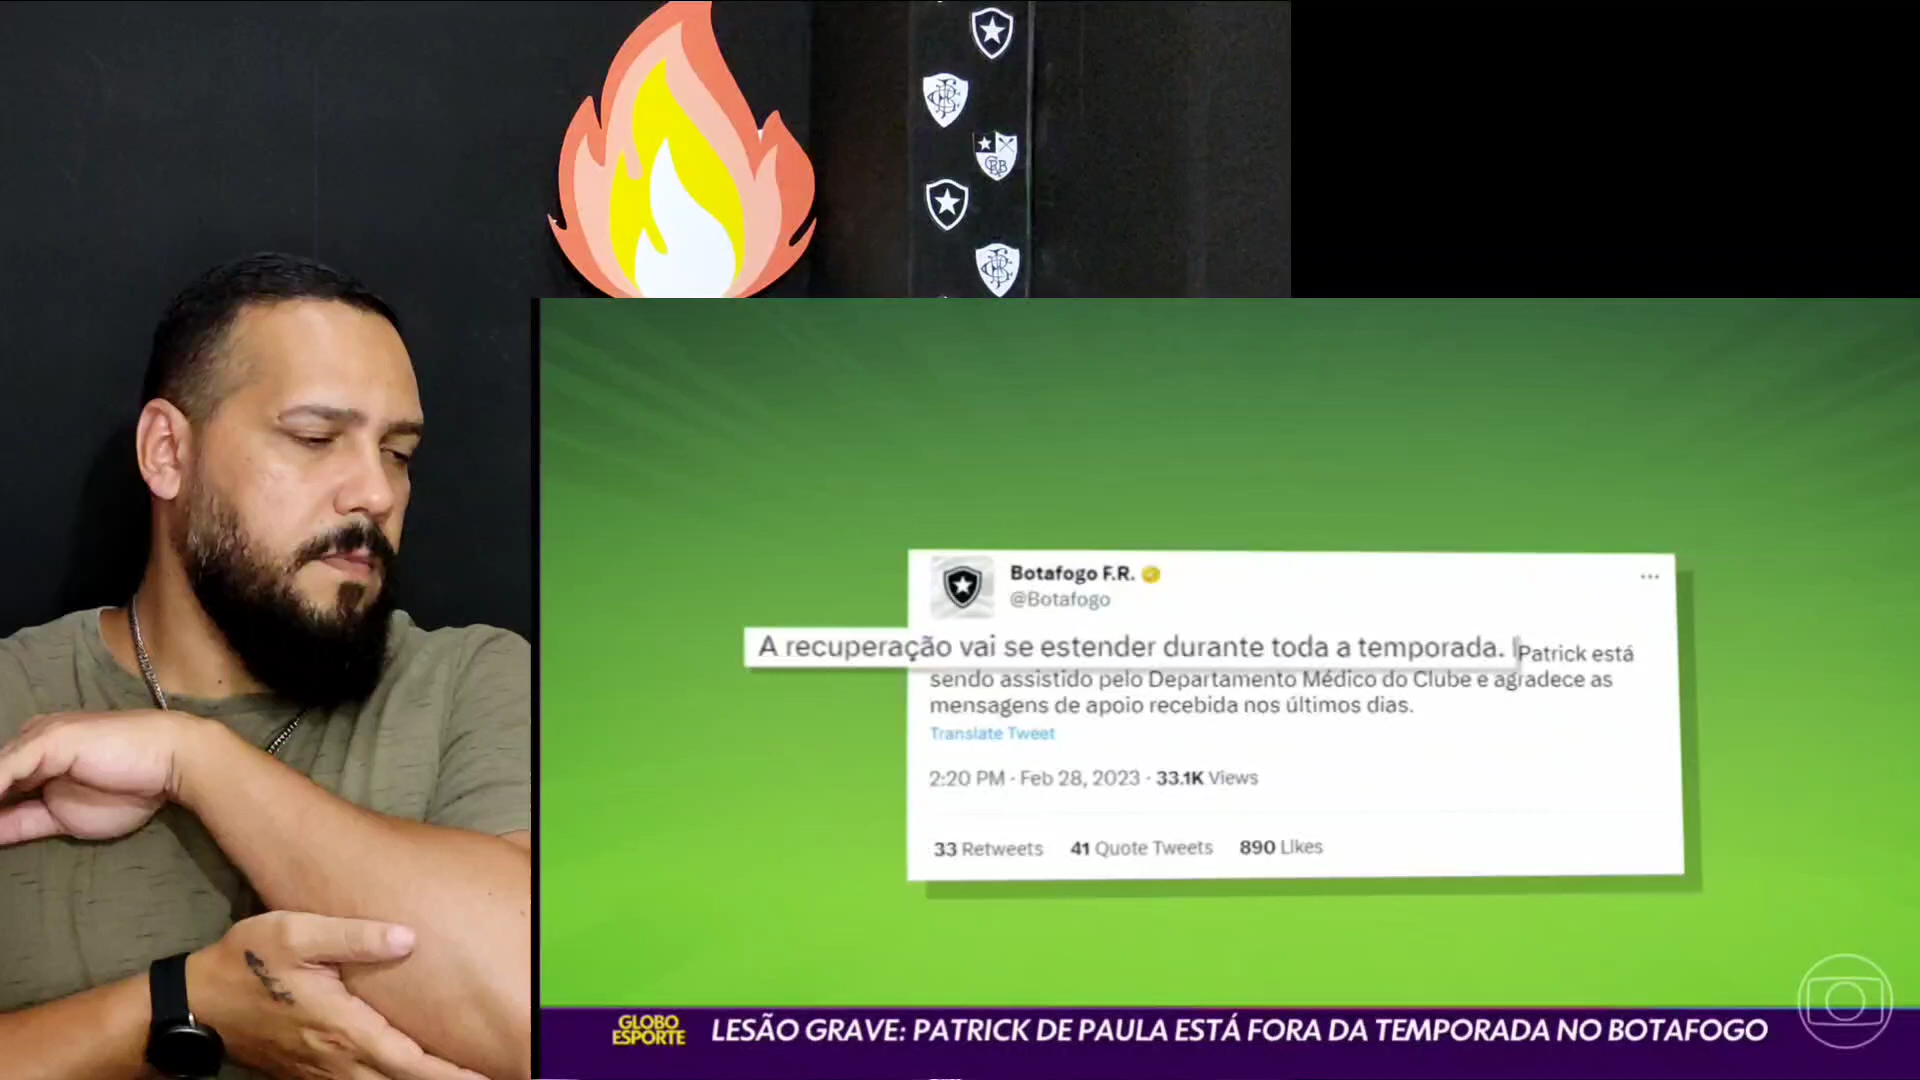 Botafogo F.R.
@Botafogo
A recuperação vai se estender durante toda a temporada. Patrick está
sendo assistido pelo Departamento Médico do Clube e agradece as
mensagens de apoio recebida nos últimos dias.
Translate Tweet
2:20 PM · Feb 28, 2023 · 33.1K Views
33 Retweets 41 Quote Tweets 890 Likes
GLOBO
ESPORTE
LESÃO GRAVE: PATRICK DE PAULA ESTÁ FORA DA TEMPORADA NO BOTAFOGO